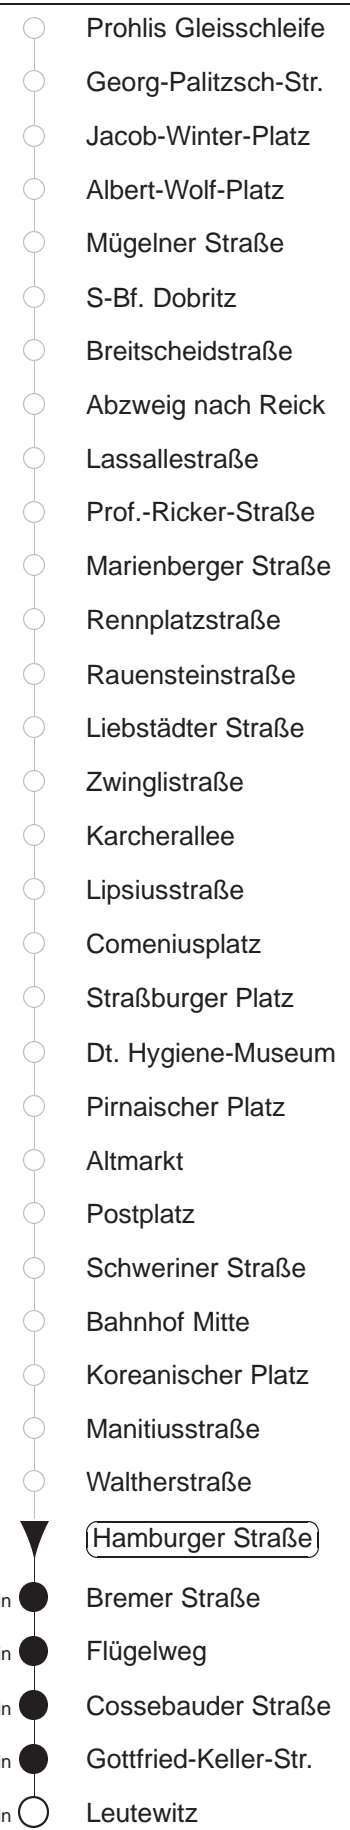 Prohlis Gleisschleife
Georg-Palitzsch-Str.
Jacob-Winter-Platz
Albert-Wolf-Platz
Mügelner Straße
S-Bf. Dobritz
Breitscheidstraße
Abzweig nach Reick
Lassallestraße
Prof.-Ricker-Straße
Marienberger Straße
Rennplatzstraße
Rauensteinstraße
Liebstädter Straße
Zwinglistraße
Karcherallee
Lipsiusstraße
Comeniusplatz
Straßburger Platz
Dt. Hygiene-Museum
Pirnaischer Platz
Altmarkt
Postplatz
Schweriner Straße
Bahnhof Mitte
Koreanischer Platz
Manitiusstraße
Waltherstraße
Hamburger Straße
Bremer Straße
Flügelweg
Cossebauder Straße
Gottfried-Keller-Str.
Leutewitz